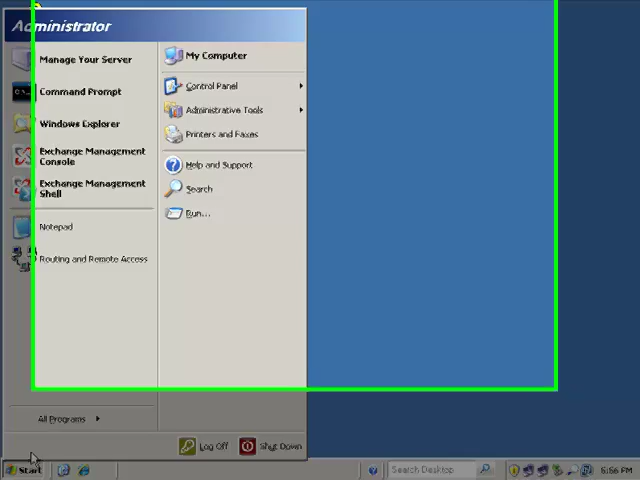 Administrator
Manage Your Server
Command Prompt
Windows Explorer
Exchange Management
Console
Exchange Management
Shell
Notepad
Routing and Remote Access
All Programs
My Computer
Control Panel
Administrative Tools
Printers and Faxes
Help and Support
Search
Run...
Log Off
Shut Down
Start
Search Desktop
5:56 PM